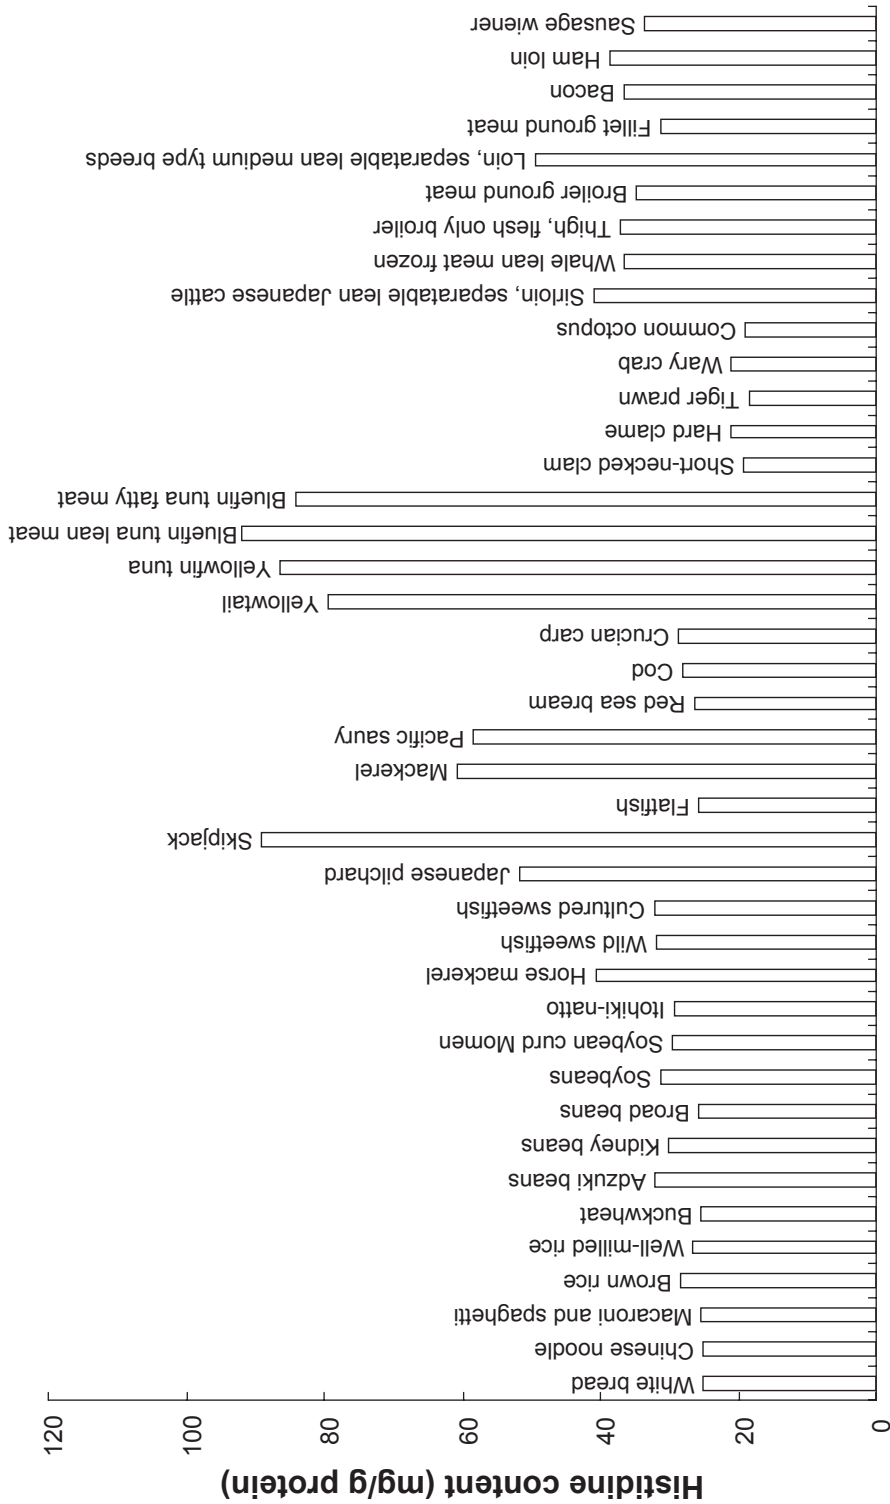 Histidine content (mg/g protein)
0
20
40
60
80
100
120
White bread
Chinese noodle
Macaroni and spaghetti
Brown rice
Well-milled rice
Buckwheat
Adzuki beans
Kidney beans
Broad beans
Soybeans
Soybean curd Momen
Itohiki-natto
Horse mackerel
Wild sweetfish
Cultured sweetfish
Japanese pilchard
Skipjack
Flatfish
Mackerel
Pacific saury
Red sea bream
Cod
Crucian carp
Yellowtail
Yellowfin tuna
Bluefin tuna lean meat
Bluefin tuna fatty meat
Short-necked clam
Hard clame
Tiger prawn
Wary crab
Common octopus
Sirloin, separatable lean Japanese cattle
Whale lean meat frozen
Thigh, flesh only broiler
Broiler ground meat
Loin, separatable lean medium type breeds
Fillet ground meat
Bacon
Ham loin
Sausage wiener